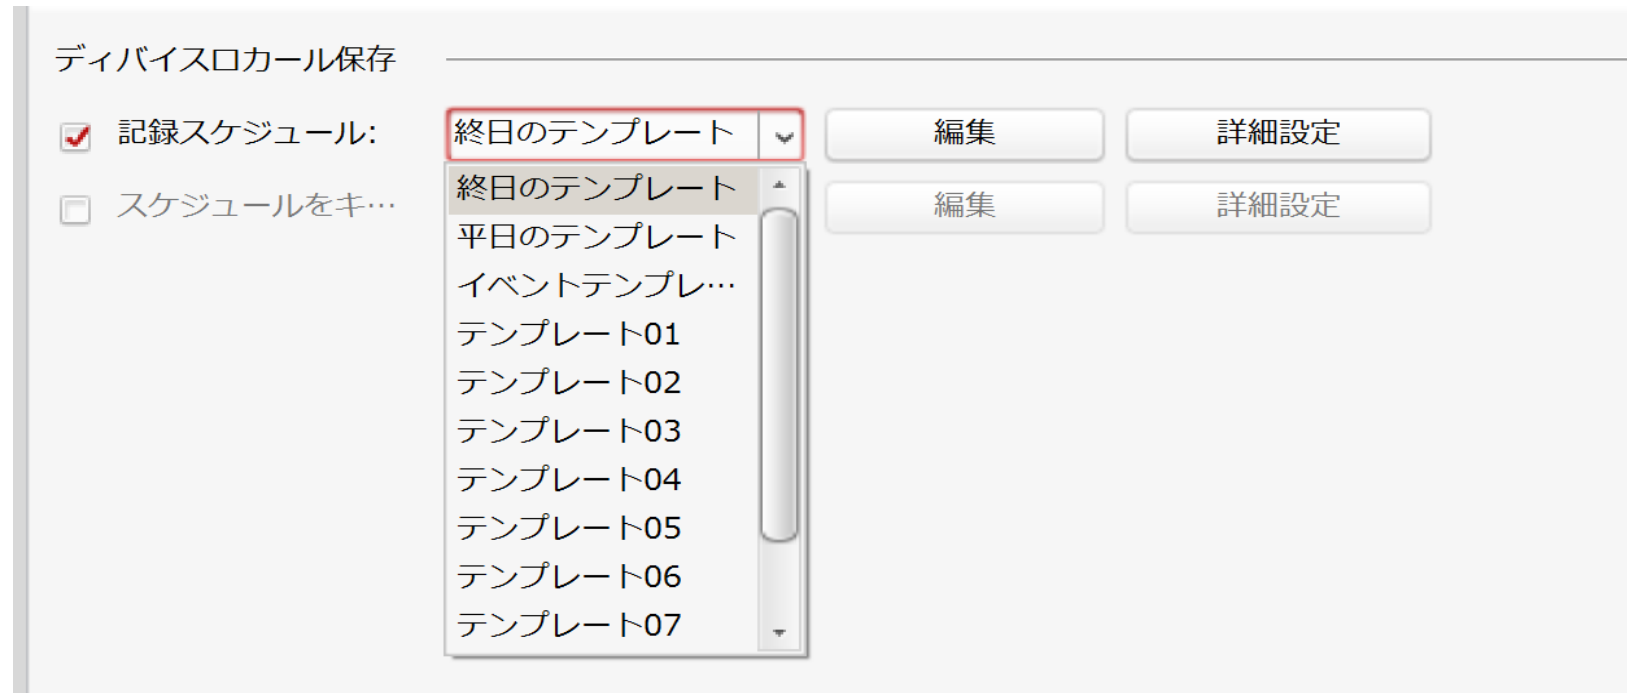 ディバイスロカール保存
記録スケジュール: 終日のテンプレート 編集 詳細設定
スケジュールをキ… 編集 詳細設定
終日のテンプレート
平日のテンプレート
イベントテンプレ…
テンプレート01
テンプレート02
テンプレート03
テンプレート04
テンプレート05
テンプレート06
テンプレート07